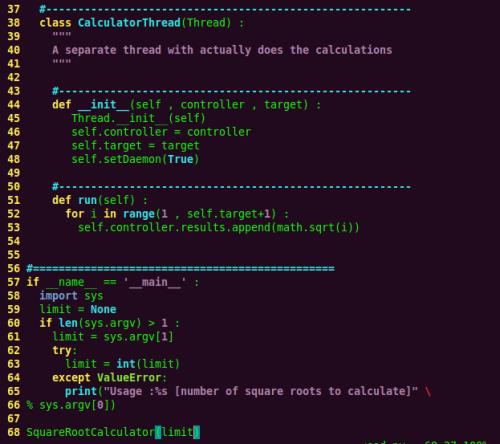 37 #---------------------------------------------------------
38 class CalculatorThread(Thread) :
39 """
40 A separate thread with actually does the calculations
41 """
42
43 #-------------------------------------------------------
44 def __init__(self , controller , target) :
45 Thread.__init__(self)
46 self.controller = controller
47 self.target = target
48 self.setDaemon(True)
49
50 #-------------------------------------------------------
51 def run(self) :
52 for i in range(1 , self.target+1) :
53 self.controller.results.append(math.sqrt(i))
54
55
56 #===============================================
57 if __name__ == '__main__' :
58 import sys
59 limit = None
60 if len(sys.argv) > 1 :
61 limit = sys.argv[1]
62 try:
63 limit = int(limit)
64 except ValueError:
65 print("Usage :%s [number of square roots to calculate]" \
66 % sys.argv[0])
67
68 SquareRootCalculator(limit)